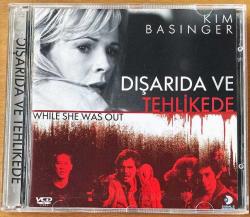 KIM
BASINGER
DIŞARIDA VE
TEHLİKEDE
WHILE SHE WAS OUT
DIŞARIDA VE TEHLİKEDE
VCD